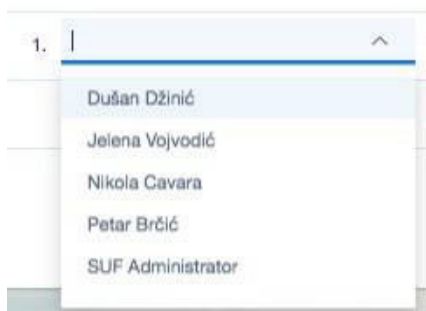 1.
Dušan Džinić
Jelena Vojvodić
Nikola Cavara
Petar Brčić
SUF Administrator